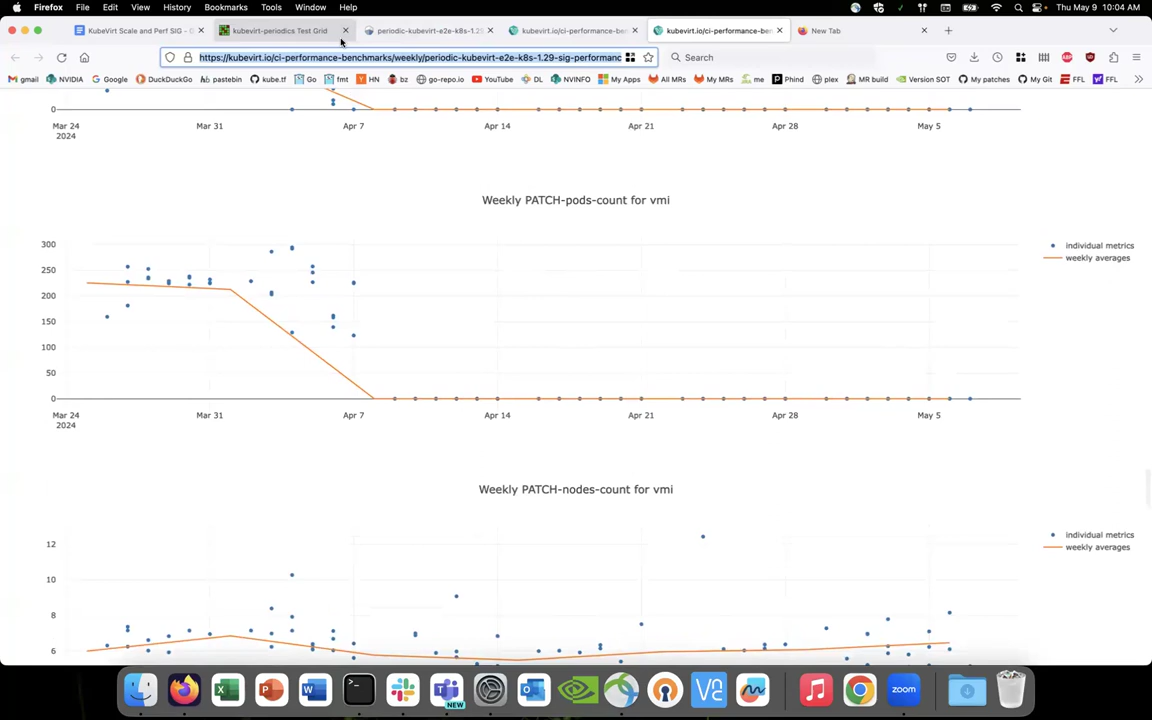 Firefox File Edit View History Bookmarks Tools Window Help Thu May 9 10:04 AM
KubeVirt Scale and Perf SIG - kubevirt-periodics Test Grid periodic-kubevirt-e2e-k8s-1.29- kubevirt.io/ci-performance-ben kubevirt.io/ci-performance-ben New Tab
https://kubevirt.io/ci-performance-benchmarks/weekly/periodic-kubevirt-e2e-k8s-1.29-sig-performanc Search
gmail NVIDIA Google DuckDuckGo kube.tf Go pastebin fmt HN bz go-repo.io YouTube DL NVINFO My Apps All MRs My MRs me Phind plex MR build Version SOT My patches My Git FFL FFL
0
Mar 24 Mar 31 Apr 7 Apr 14 Apr 21 Apr 28 May 5
2024
Weekly PATCH-pods-count for vmi
300
individual metrics
weekly averages
250
200
150
100
50
0
Mar 24 Mar 31 Apr 7 Apr 14 Apr 21 Apr 28 May 5
2024
Weekly PATCH-nodes-count for vmi
individual metrics
12
weekly averages
10
8
6
NEW
zoom